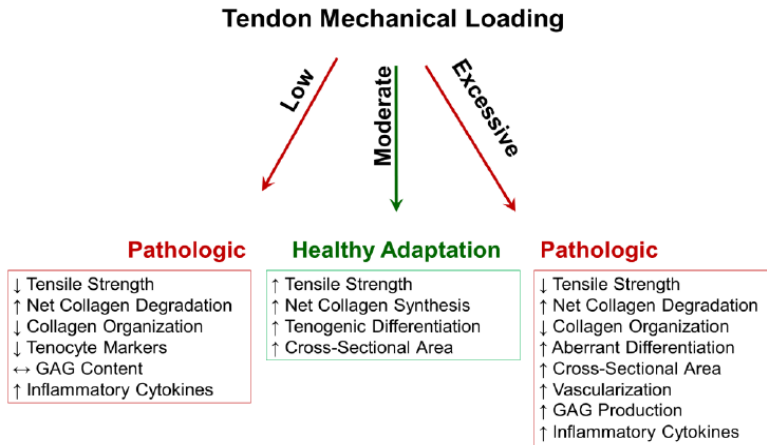 Tendon Mechanical Loading
Low
Moderate
Excessive
Pathologic
↓ Tensile Strength
↑ Net Collagen Degradation
↓ Collagen Organization
↓ Tenocyte Markers
↔ GAG Content
↑ Inflammatory Cytokines
Healthy Adaptation
↑ Tensile Strength
↑ Net Collagen Synthesis
↑ Tenogenic Differentiation
↑ Cross-Sectional Area
Pathologic
↓ Tensile Strength
↑ Net Collagen Degradation
↓ Collagen Organization
↑ Aberrant Differentiation
↑ Cross-Sectional Area
↑ Vascularization
↑ GAG Production
↑ Inflammatory Cytokines